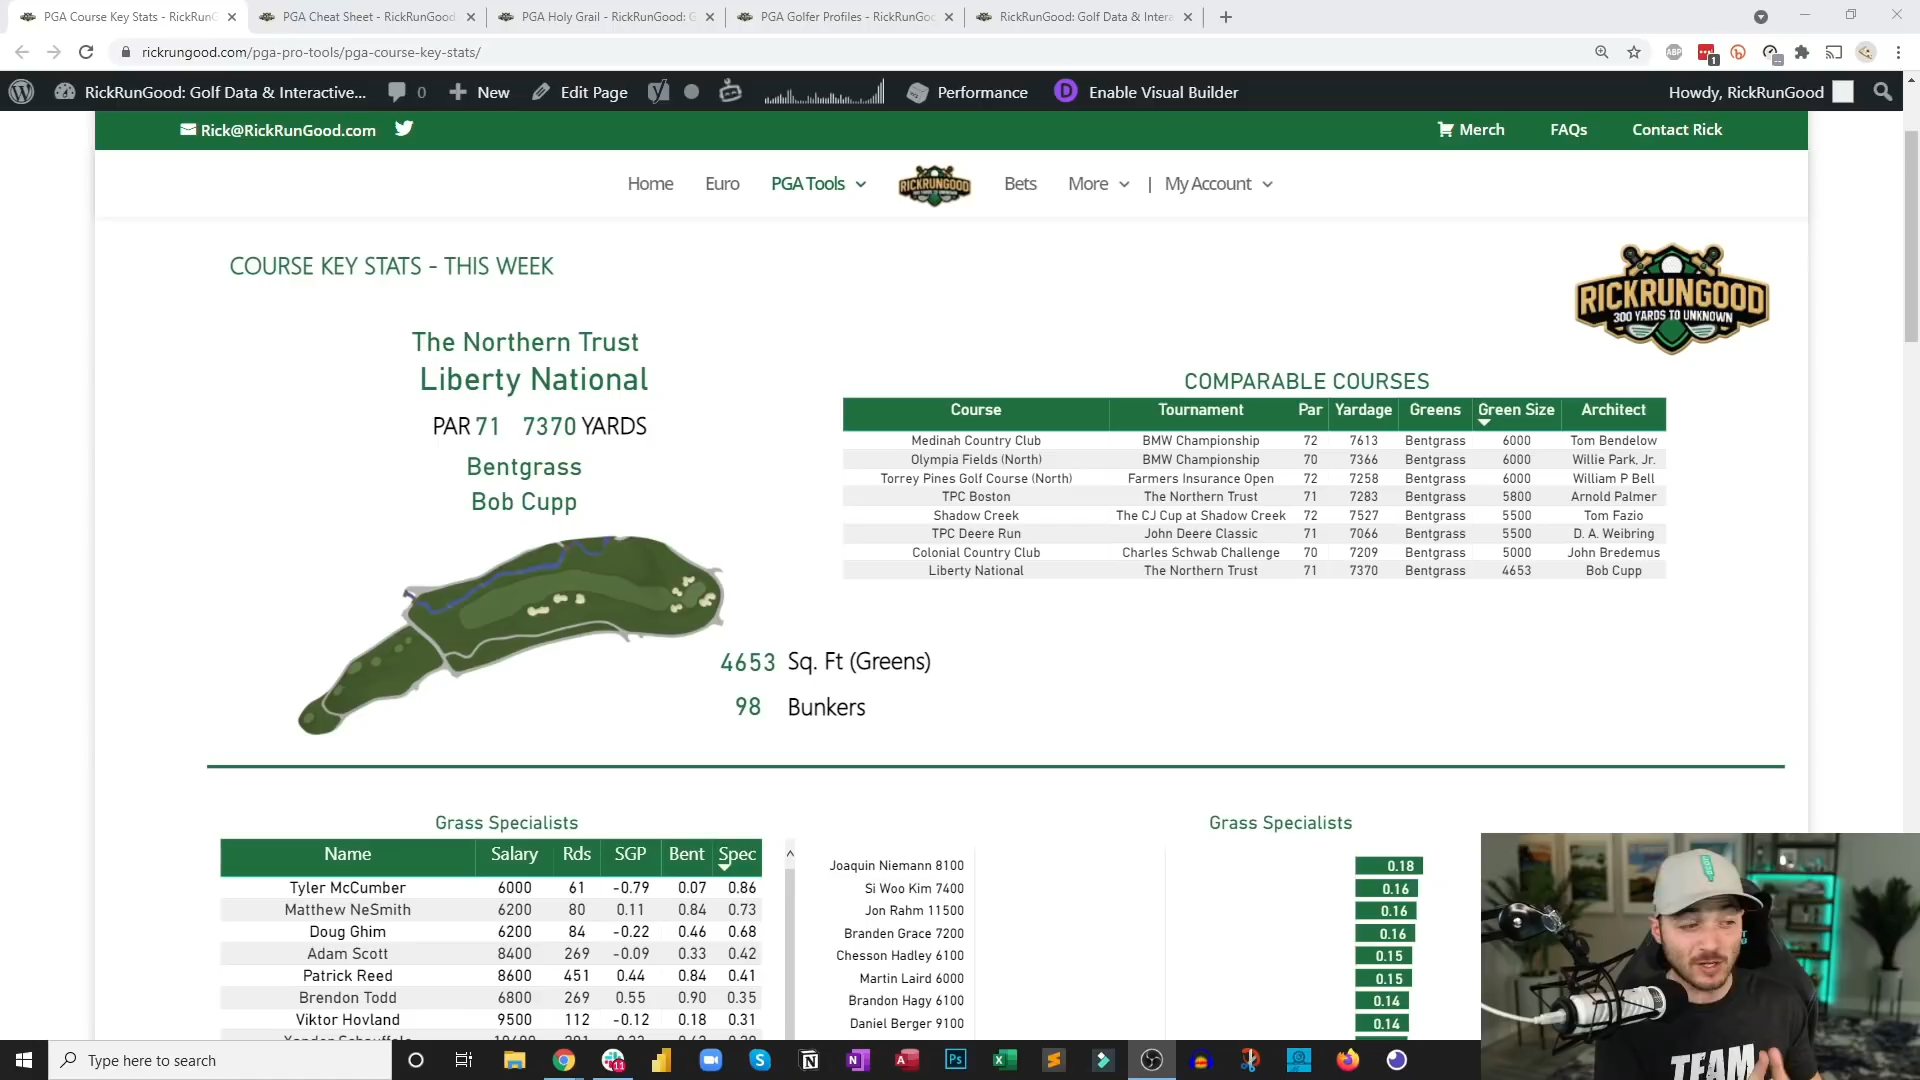 PGA Course Key Stats - RickRunG
PGA Cheat Sheet - RickRunGood
PGA Holy Grail - RickRunGood: G
PGA Golfer Profiles - RickRunGoo
RickRunGood: Golf Data & Intera
rickrungood.com/pga-pro-tools/pga-course-key-stats/
RickRunGood: Golf Data & Interactive...
0
New
Edit Page
Performance
D
Enable Visual Builder
Howdy, RickRunGood
Rick@RickRunGood.com
Merch
FAQs
Contact Rick
Home
Euro
PGA Tools
RICKRUNGOOD
Bets
More
|
My Account
COURSE KEY STATS - THIS WEEK
RICKRUNGOOD
300 YARDS TO UNKNOWN
The Northern Trust
Liberty National
PAR 71 7370 YARDS
Bentgrass
Bob Cupp
COMPARABLE COURSES
Course Tournament Par Yardage Greens Green Size Architect
Medinah Country Club BMW Championship 72 7613 Bentgrass 6000 Tom Bendelow
Olympia Fields (North) BMW Championship 70 7366 Bentgrass 6000 Willie Park, Jr.
Torrey Pines Golf Course (North) Farmers Insurance Open 72 7258 Bentgrass 6000 William P Bell
TPC Boston The Northern Trust 71 7283 Bentgrass 5800 Arnold Palmer
Shadow Creek The CJ Cup at Shadow Creek 72 7527 Bentgrass 5500 Tom Fazio
TPC Deere Run John Deere Classic 71 7066 Bentgrass 5500 D. A. Weibring
Colonial Country Club Charles Schwab Challenge 70 7209 Bentgrass 5000 John Bredemus
Liberty National The Northern Trust 71 7370 Bentgrass 4653 Bob Cupp
4653 Sq. Ft (Greens)
98 Bunkers
Grass Specialists
Name Salary Rds SGP Bent Spec
Tyler McCumber 6000 61 -0.79 0.07 0.86
Matthew NeSmith 6200 80 0.11 0.84 0.73
Doug Ghim 6200 84 -0.22 0.46 0.68
Adam Scott 8400 269 -0.09 0.33 0.42
Patrick Reed 8600 451 0.44 0.84 0.41
Brendon Todd 6800 269 0.55 0.90 0.35
Viktor Hovland 9500 112 -0.12 0.18 0.31
Grass Specialists
Joaquin Niemann 8100 0.18
Si Woo Kim 7400 0.16
Jon Rahm 11500 0.16
Branden Grace 7200 0.16
Chesson Hadley 6100 0.15
Martin Laird 6000 0.15
Brandon Hagy 6100 0.14
Daniel Berger 9100 0.14
TEAM
Type here to search